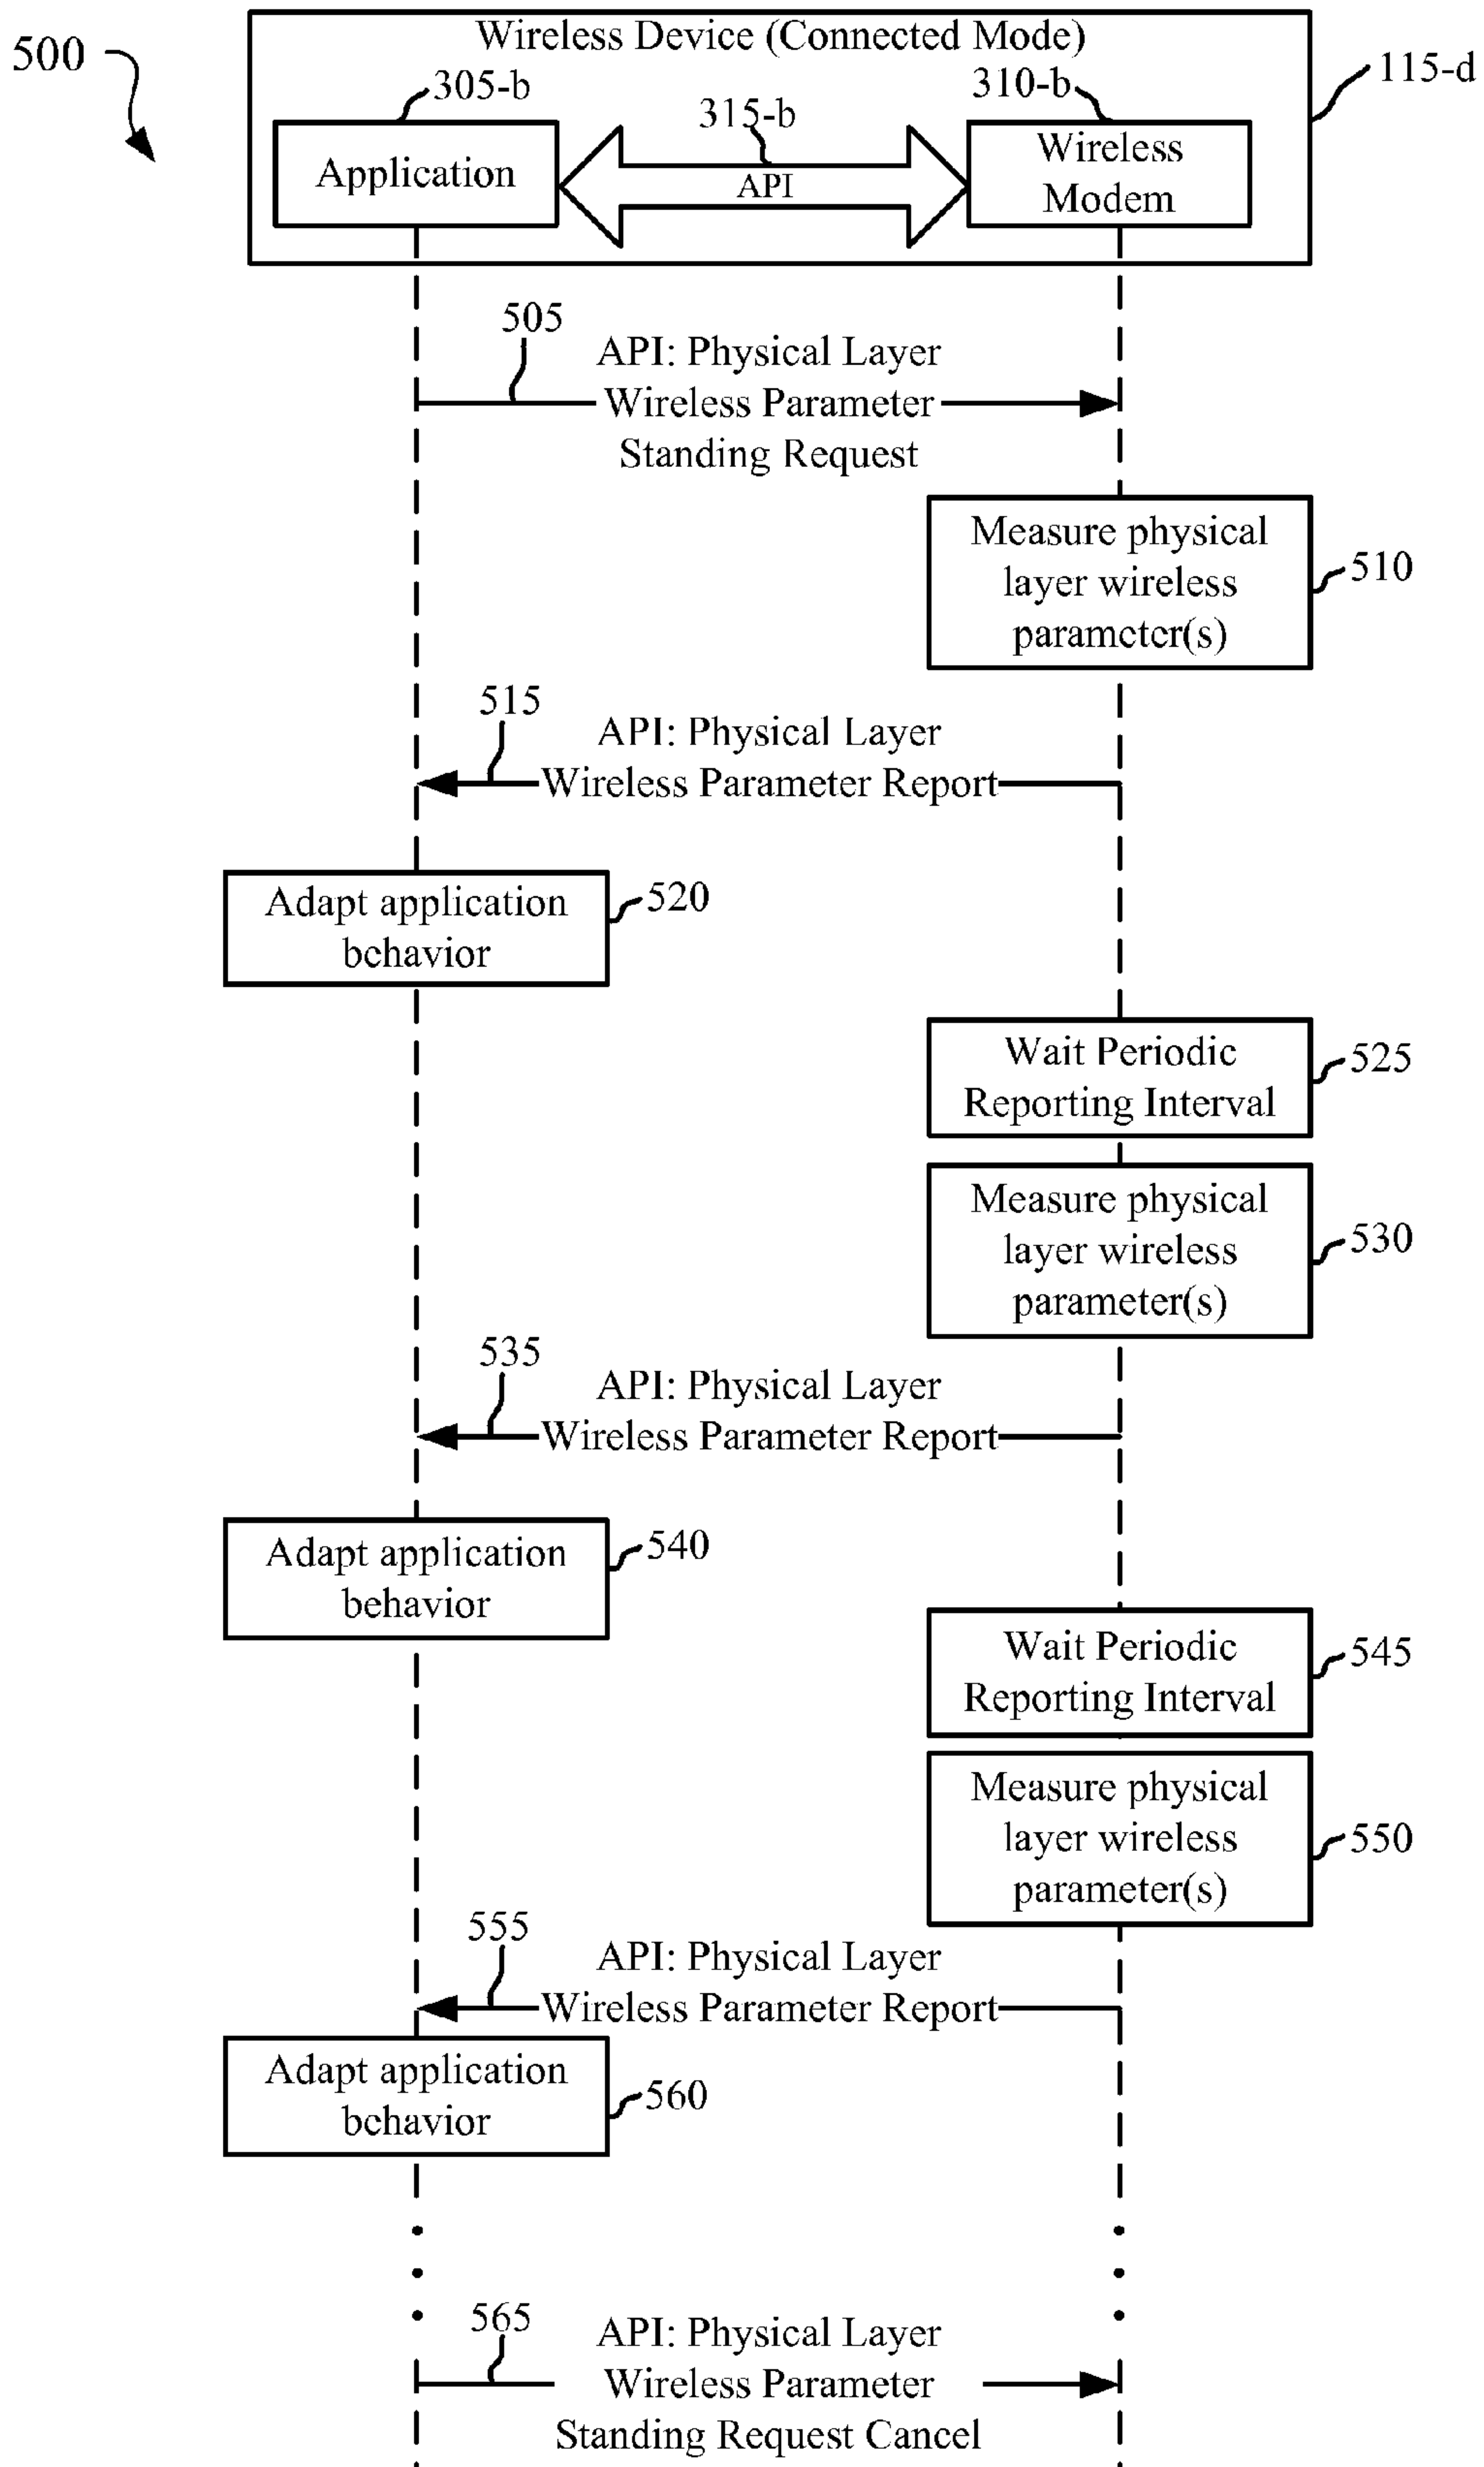 500
Wireless Device (Connected Mode)
115-d
305-b
310-b
315-b
Application
API
Wireless
Modem
505
API: Physical Layer
Wireless Parameter
Standing Request
Measure physical
layer wireless
parameter(s)
510
515
API: Physical Layer
Wireless Parameter Report
Adapt application
behavior
520
Wait Periodic
Reporting Interval
525
Measure physical
layer wireless
parameter(s)
530
535
API: Physical Layer
Wireless Parameter Report
Adapt application
behavior
540
Wait Periodic
Reporting Interval
545
Measure physical
layer wireless
parameter(s)
550
555
API: Physical Layer
Wireless Parameter Report
Adapt application
behavior
560
565
API: Physical Layer
Wireless Parameter
Standing Request Cancel